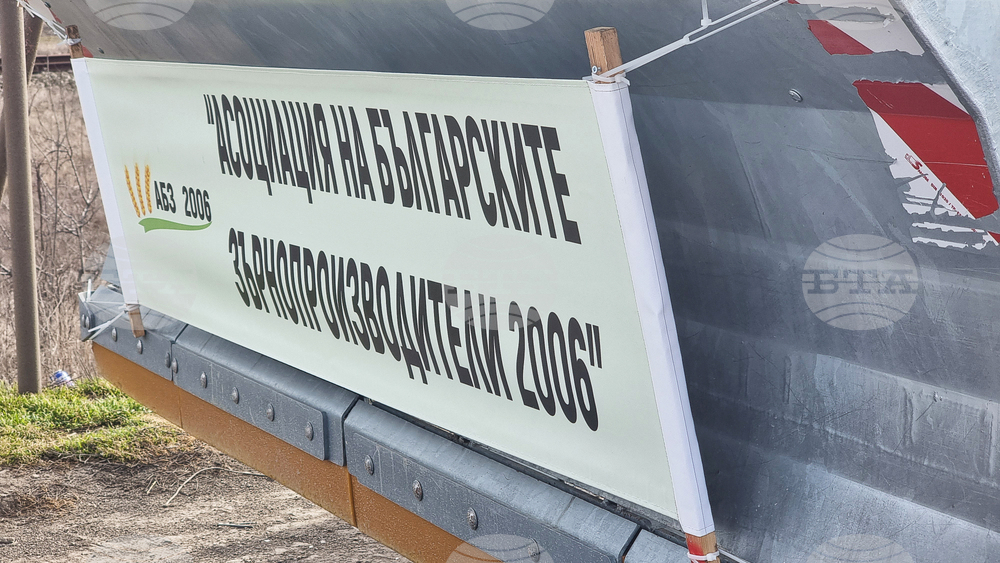 "АСОЦИАЦИЯ НА БЪЛГАРСКИТЕ
ЗЪРНОПРОИЗВОДИТЕЛИ 2006"
АБЗ 2006
БТА